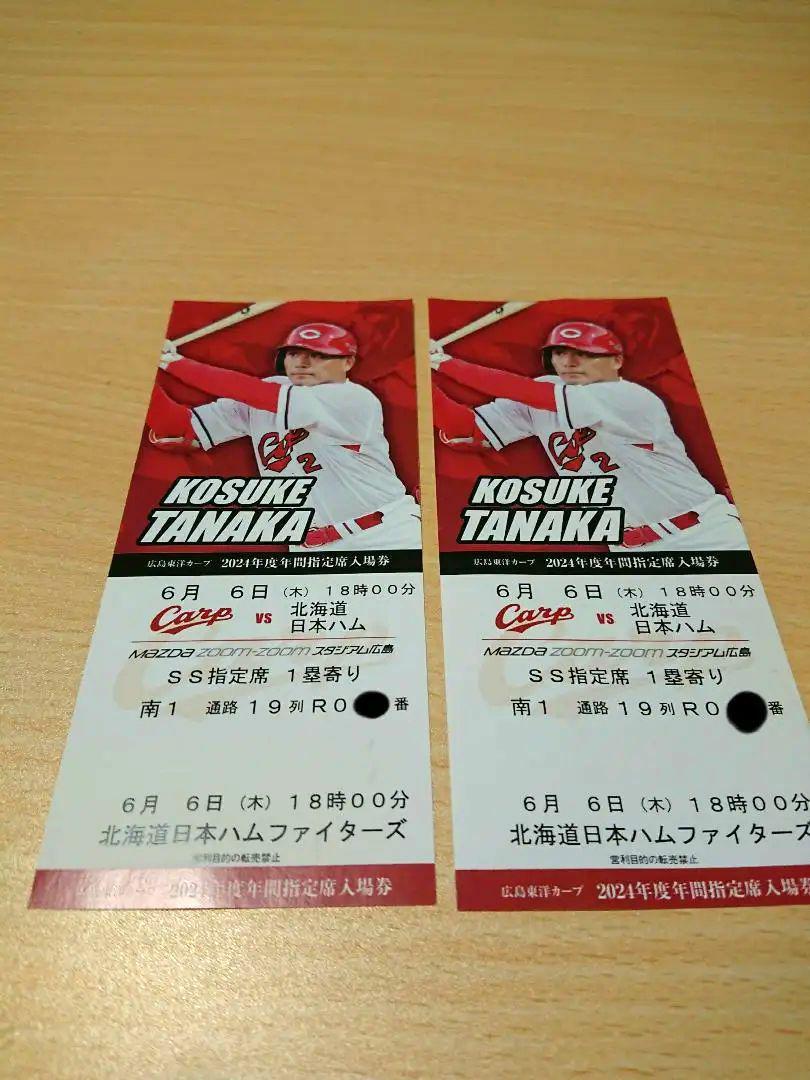 KOSUKE
TANAKA
広島東洋カープ 2024年度年間指定席入場券
6月 6日(木)18時00分
Carp vs 北海道
日本ハム
MAZDA ZOOM-ZOOM スタジアム広島
SS指定席 1塁寄り
南1 通路19列R0 番
6月 6日(木)18時00分
北海道日本ハムファイターズ
営利目的の転売禁止
広島東洋カープ 2024年度年間指定席入場券
KOSUKE
TANAKA
広島東洋カープ 2024年度年間指定席入場券
6月 6日(木)18時00分
Carp vs 北海道
日本ハム
MAZDA ZOOM-ZOOM スタジアム広島
SS指定席 1塁寄り
南1 通路19列R0 番
6月 6日(木)18時00分
北海道日本ハムファイターズ
営利目的の転売禁止
広島東洋カープ 2024年度年間指定席入場券
C
Carp
2
C
Carp
2